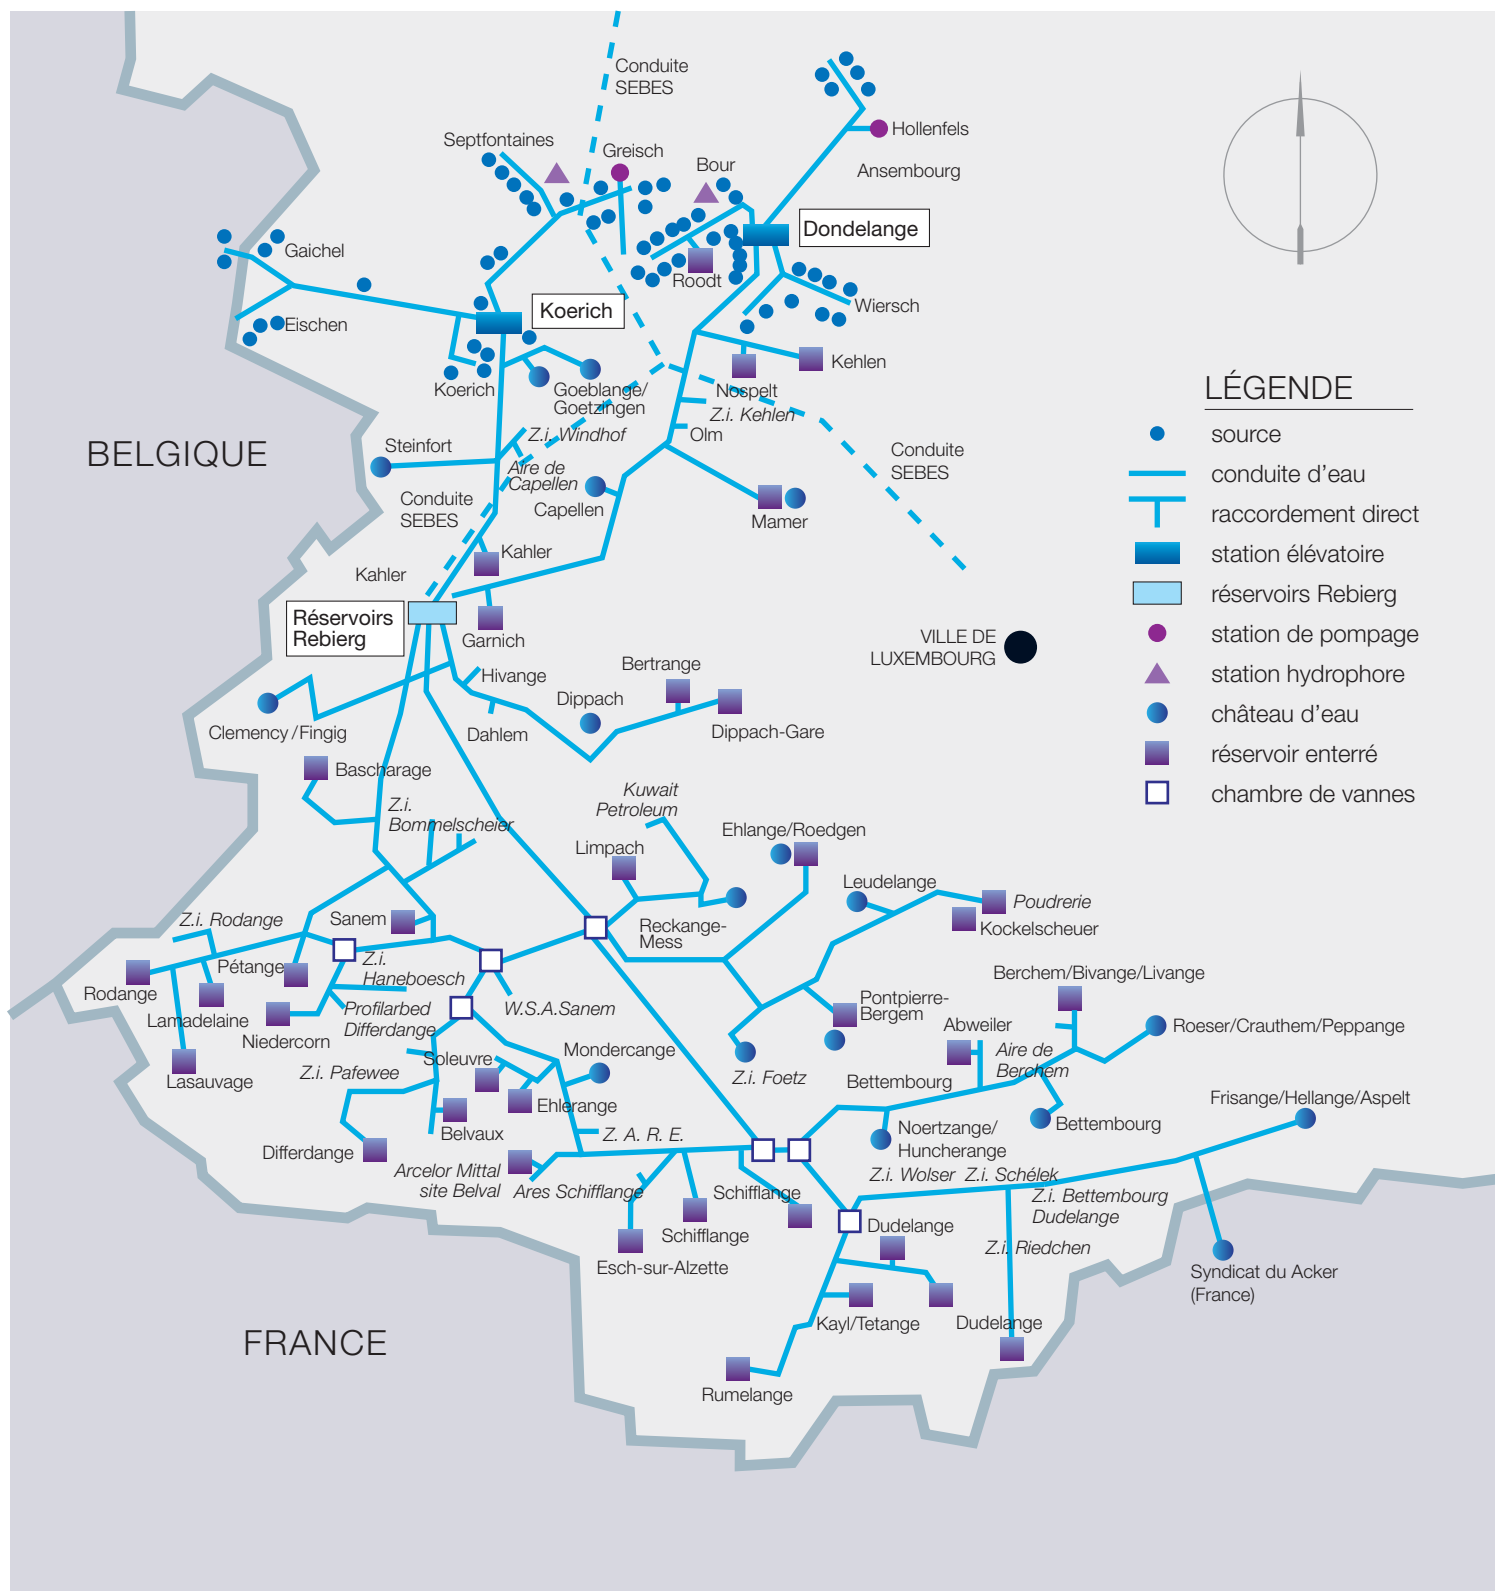 Conduite
SEBES
Septfontaines
Greisch
Bour
Hollenfels
Ansembourg
Dondelange
Gaichel
Roodt
Wiersch
Koerich
Eischen
Kehlen
Koerich
Goeblange/
Goetzingen
Nospelt
Z.i. Kehlen
Olm
LÉGENDE
source
conduite d'eau
raccordement direct
station élévatoire
réservoirs Rebierg
station de pompage
station hydrophore
château d'eau
réservoir enterré
chambre de vannes
BELGIQUE
Steinfort
Z.i. Windhof
Aire de
Capellen
Conduite
SEBES
Conduite
SEBES
Capellen
Mamer
Kahler
Kahler
Réservoirs
Rebierg
Garnich
VILLE DE
LUXEMBOURG
Hivange
Bertrange
Dippach
Clemency/Fingig
Dahlem
Dippach-Gare
Bascharage
Z.i.
Bommelscheier
Kuwait
Petroleum
Limpach
Ehlange/Roedgen
Leudelange
Poudrerie
Kockelscheuer
Z.i. Rodange
Sanem
Reckange-
Mess
Z.i.
Haneboesch
Pétange
Rodange
Berchem/Bivange/Livange
Lamadelaine
Profilarbed
Differdange
W.S.A.Sanem
Pontpierre-
Bergem
Niedercorn
Abweiler
Roeser/Crauthem/Peppange
Soleuvre
Mondercange
Aire de
Berchem
Lasauvage
Z.i. Pafewee
Z.i. Foetz
Bettembourg
Ehlerange
Frisange/Hellange/Aspelt
Belvaux
Z. A. R. E.
Noertzange/
Huncherange
Bettembourg
Differdange
Arcelor Mittal
site Belval
Ares Schifflange
Schifflange
Z.i. Wolser
Z.i. Schélek
Z.i. Bettembourg
Dudelange
Schifflange
Dudelange
Z.i. Riedchen
Esch-sur-Alzette
Syndicat du Acker
(France)
Kayl/Tetange
Dudelange
FRANCE
Rumelange